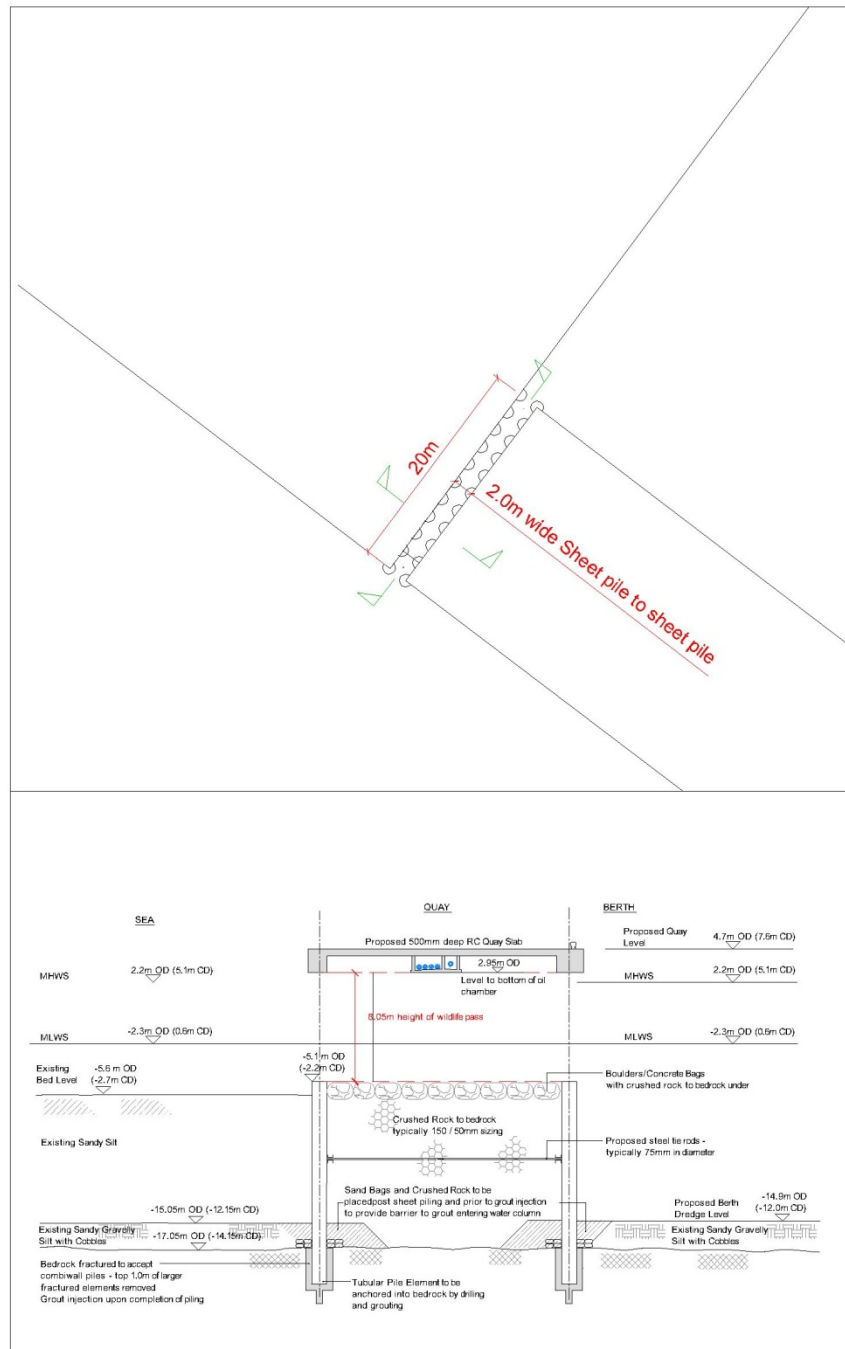 20m
2.0m wide Sheet pile to sheet pile
SEA
QUAY
BERTH
Proposed 500mm deep RC Quay Slab
Proposed Quay
Level
4.7m OD (7.6m CD)
MHWS
2.2m OD (5.1m CD)
2.95m OD
Level to bottom of oil
chamber
MHWS
2.2m OD (5.1m CD)
8.05m height of wildlife pass
MLWS
-2.3m OD (0.6m CD)
MLWS
-2.3m OD (0.6m CD)
Existing
Bed Level
-5.6 m OD
(-2.7m CD)
-5.1 m OD
(-2.2m CD)
Boulders/Concrete Bags
with crushed rock to bedrock under
Crushed Rock to bedrock
typically 150 / 50mm sizing
Existing Sandy Silt
Proposed steel tie rods -
typically 75mm in diameter
Sand Bags and Crushed Rock to be
placedpost sheet piling and prior to grout injection
to provide barrier to grout entering water column
-15.05m OD (-12.15m CD)
Proposed Berth
Dredge Level
-14.9m OD
(-12.0m CD)
Existing Sandy Gravelly
Silt with Cobbles
-17.05m OD (-14.15m CD)
Existing Sandy Gravelly
Silt with Cobbles
Bedrock fractured to accept
combiwall piles - top 1.0m of larger
fractured elements removed
Grout injection upon completion of piling
Tubular Pile Element to be
anchored into bedrock by drilling
and grouting